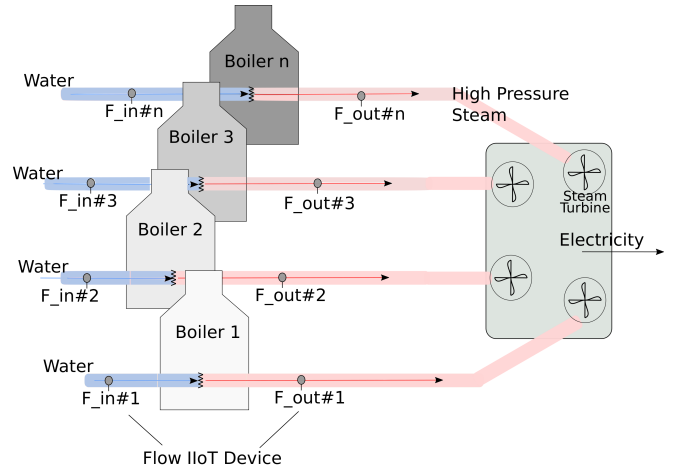 Boiler n
Water
F_in#n
F_out#n
High Pressure
Steam
Boiler 3
Water
F_in#3
F_out#3
Steam
Turbine
Boiler 2
Electricity
Water
F_in#2
F_out#2
Boiler 1
Water
F_in#1
F_out#1
Flow IIoT Device